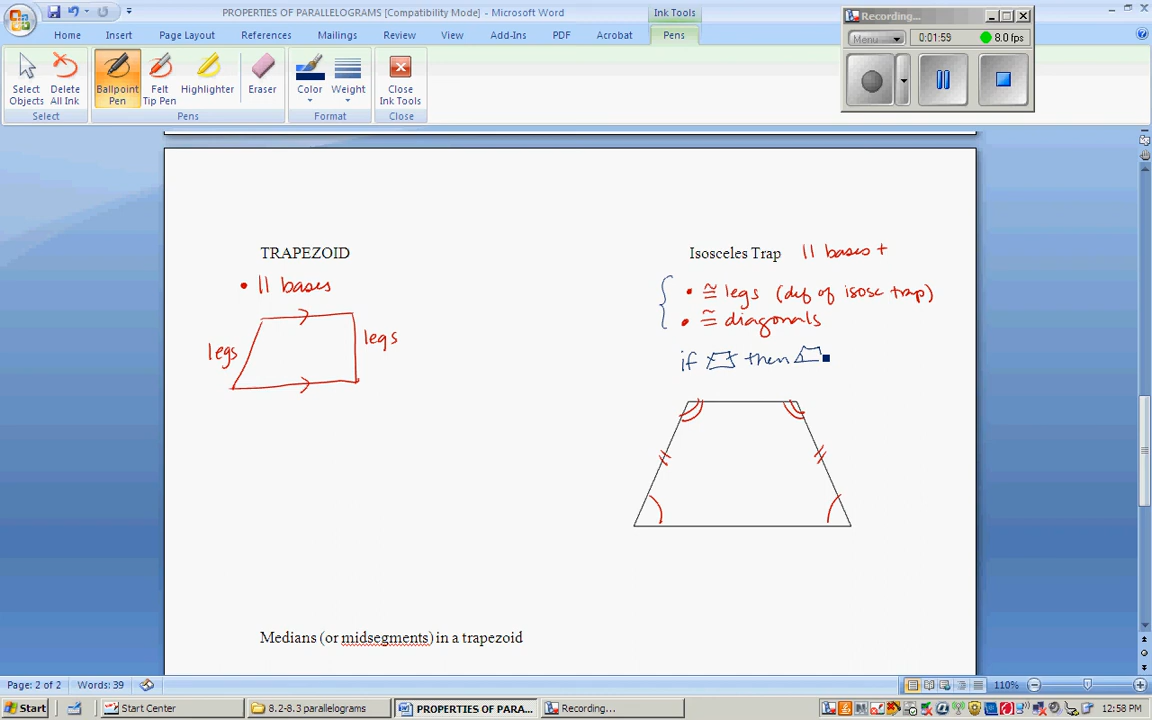 PROPERTIES OF PARALLELOGRAMS [Compatibility Mode] - Microsoft Word
Ink Tools
Home Insert Page Layout References Mailings Review View Add-Ins PDF Acrobat Pens
Recording...
Menu 0:01:59 8.0 fps
Select Objects
Delete All Ink
Ballpoint Pen
Felt Tip Pen
Highlighter
Eraser
Color
Weight
Close Ink Tools
Select Pens Format Close
TRAPEZOID
• || bases
legs
legs
Isosceles Trap || bases +
• ≅ legs (def of isosc trap)
• ≅ diagonals
if then
Medians (or midsegments) in a trapezoid
Page: 2 of 2 Words: 39 110%
Start Start Center 8.2-8.3 parallelograms PROPERTIES OF PARA... Recording... 12:58 PM